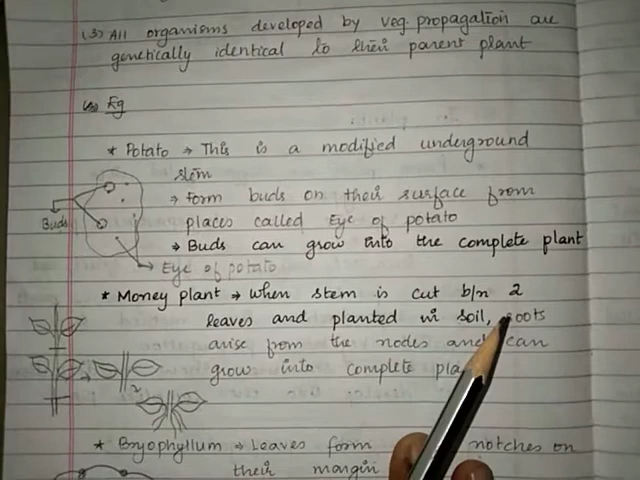 (3) All organisms developed by veg. propagation are
genetically identical to their parent plant
Eg
* Potato → This is a modified underground
stem
→ form buds on their surface from
places called Eye of potato
Buds
→ Buds can grow into the complete plant
→ Eye of potato
* Money plant → When stem is cut b/n 2
leaves and planted in soil, roots
arise from the nodes and can
grow into complete
2
* Bryophyllum → Leaves form notches on
their margin